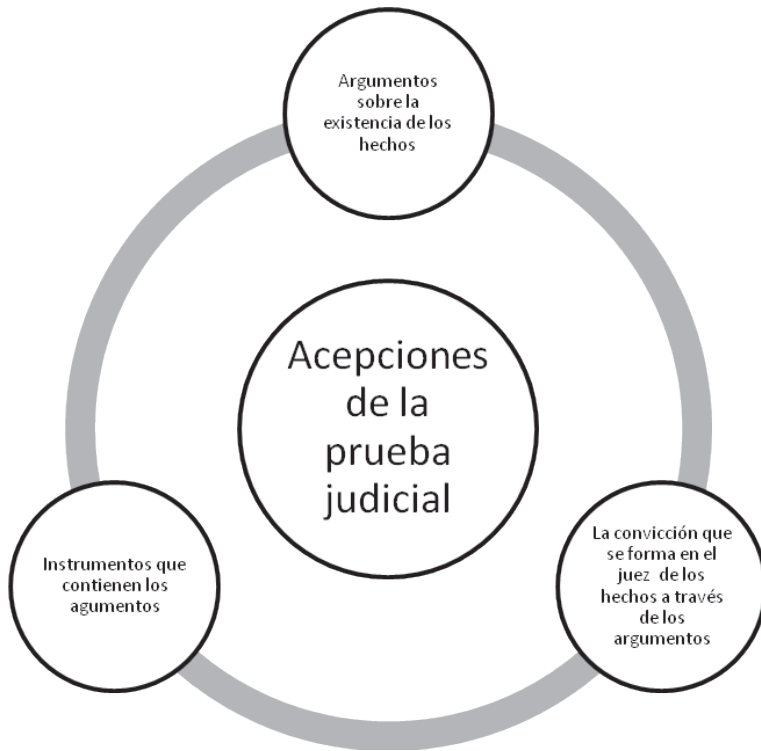 Argumentos
sobre la
existencia de los
hechos
Acepciones
de la
prueba
judicial
Instrumentos que
contienen los
agumentos
La convicción que
se forma en el
juez de los
hechos a través
de los
argumentos